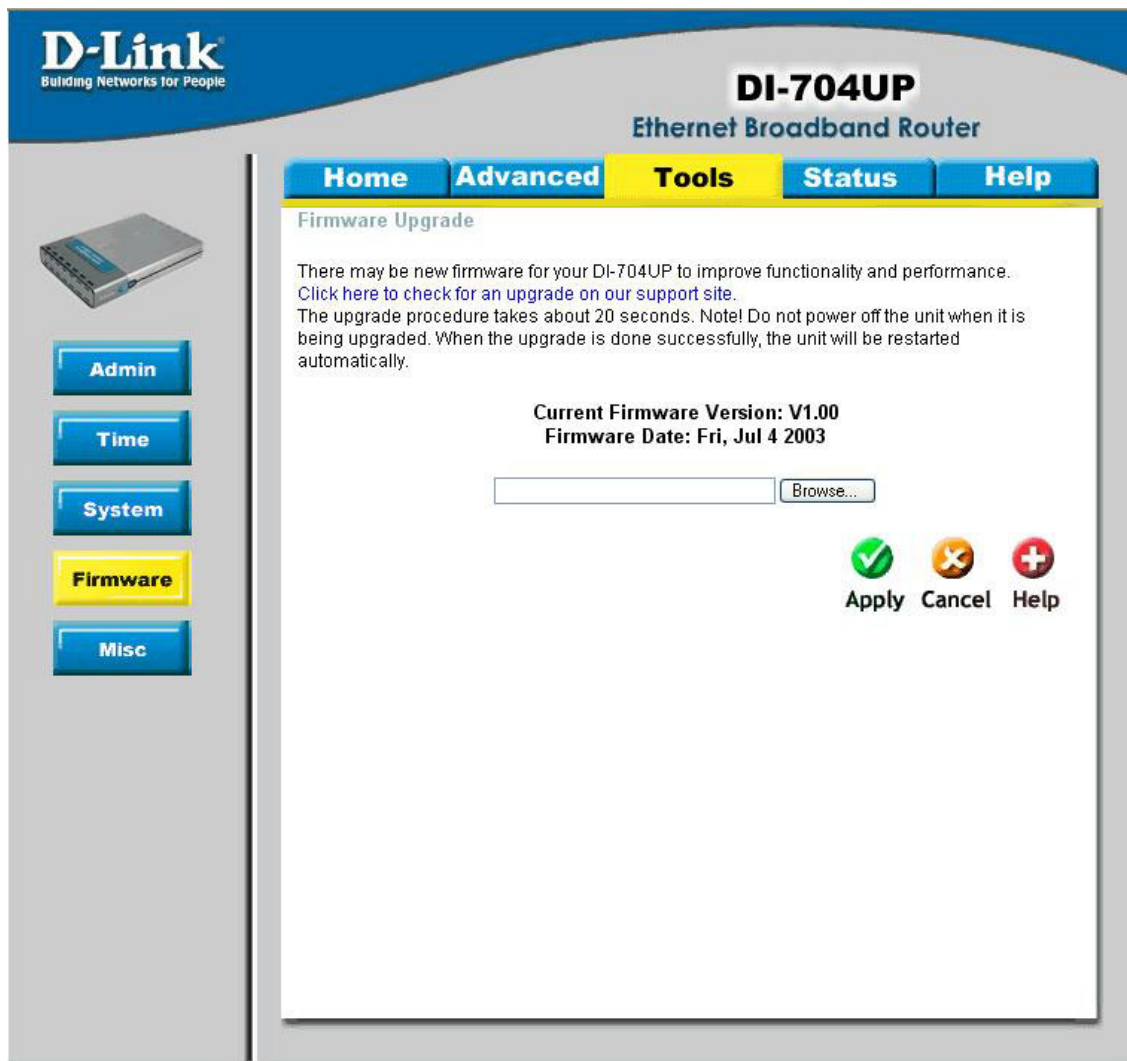 D-Link
Building Networks for People
DI-704UP
Ethernet Broadband Router
Home
Advanced
Tools
Status
Help
Admin
Time
System
Firmware
Misc
Firmware Upgrade
There may be new firmware for your DI-704UP to improve functionality and performance.
Click here to check for an upgrade on our support site.
The upgrade procedure takes about 20 seconds. Note! Do not power off the unit when it is
being upgraded. When the upgrade is done successfully, the unit will be restarted
automatically.
Current Firmware Version: V1.00
Firmware Date: Fri, Jul 4 2003
Browse...
Apply
Cancel
Help